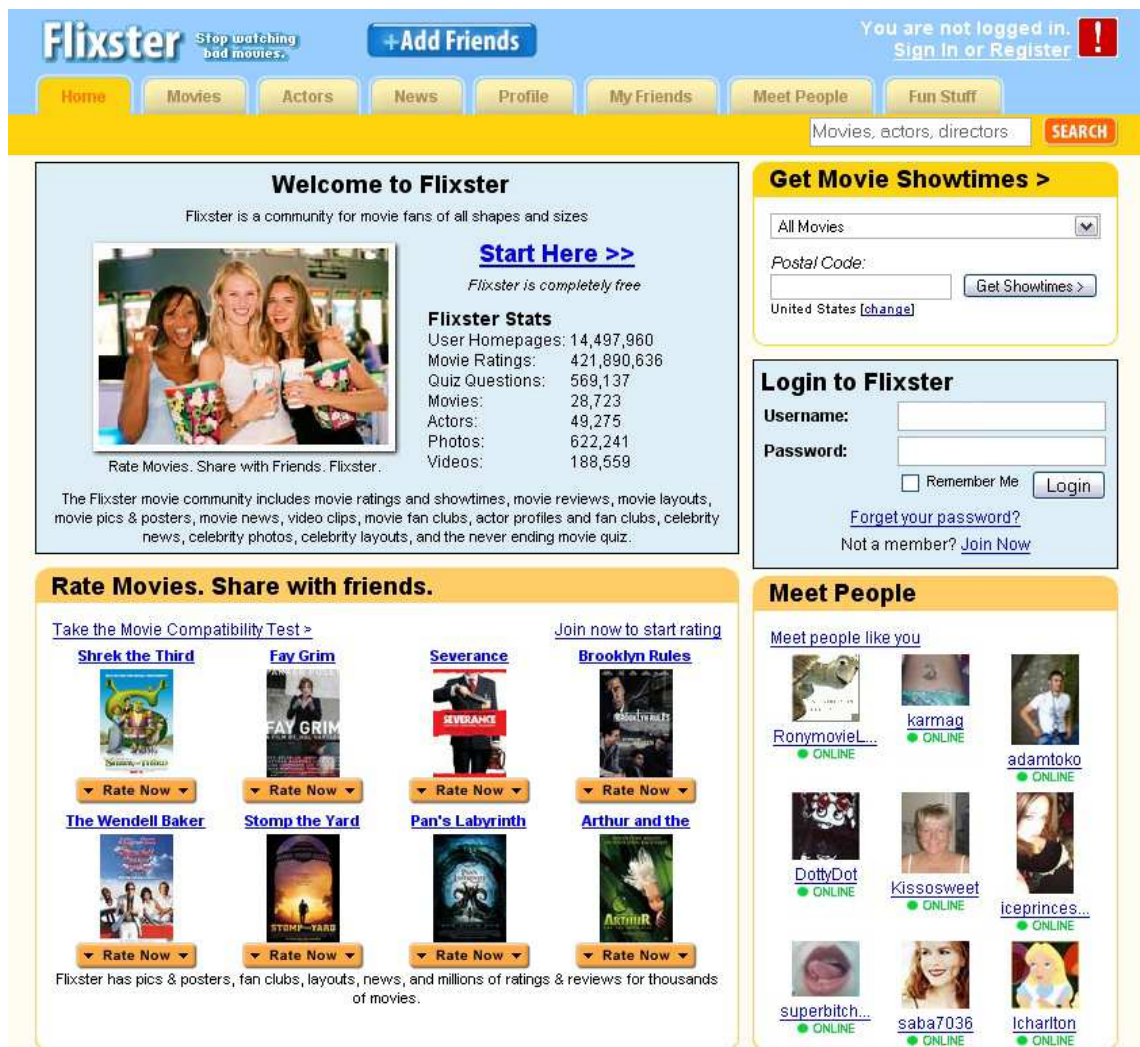 Flixster
Stop watching
bad movies.
+Add Friends
You are not logged in.
Sign In or Register
!
Home
Movies
Actors
News
Profile
My Friends
Meet People
Fun Stuff
Movies, actors, directors
SEARCH
Welcome to Flixster
Flixster is a community for movie fans of all shapes and sizes
Start Here >>
Flixster is completely free
Flixster Stats
User Homepages: 14,497,960
Movie Ratings: 421,890,636
Quiz Questions: 569,137
Movies: 28,723
Actors: 49,275
Photos: 622,241
Videos: 188,559
Rate Movies. Share with Friends. Flixster.
The Flixster movie community includes movie ratings and showtimes, movie reviews, movie layouts,
movie pics & posters, movie news, video clips, movie fan clubs, actor profiles and fan clubs, celebrity
news, celebrity photos, celebrity layouts, and the never ending movie quiz.
Get Movie Showtimes >
All Movies
Postal Code:
Get Showtimes >
United States [change]
Login to Flixster
Username:
Password:
Remember Me
Login
Forget your password?
Not a member? Join Now
Rate Movies. Share with friends.
Take the Movie Compatibility Test >
Join now to start rating
Shrek the Third
Fay Grim
Severance
Brooklyn Rules
FAY GRIM
SEVERANCE
BROOKLYN RULES
Rate Now
Rate Now
Rate Now
Rate Now
The Wendell Baker
Stomp the Yard
Pan's Labyrinth
Arthur and the
STOMP THE YARD
ARTHUR
Rate Now
Rate Now
Rate Now
Rate Now
Flixster has pics & posters, fan clubs, layouts, news, and millions of ratings & reviews for thousands
of movies.
Meet People
Meet people like you
RonymovieL...
ONLINE
karmag
ONLINE
adamtoko
ONLINE
DottyDot
ONLINE
Kissosweet
ONLINE
iceprinces...
ONLINE
superbitch...
ONLINE
saba7036
ONLINE
lcharlton
ONLINE